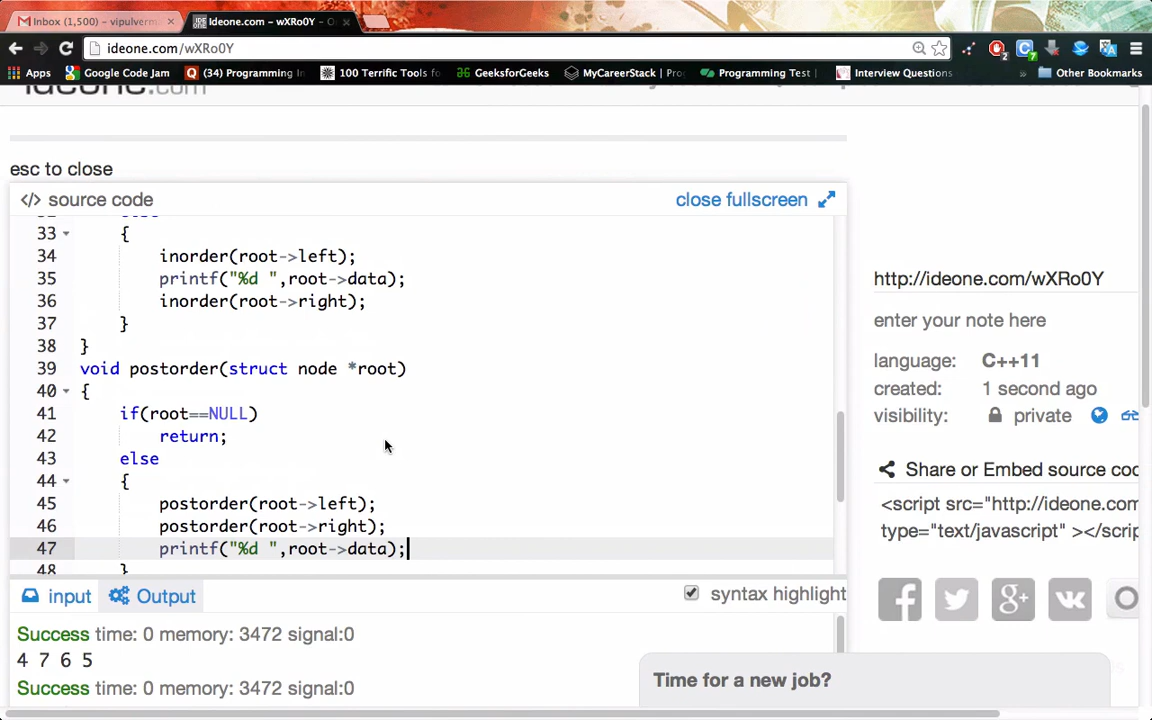 Inbox (1,500) – vipulverm
Ideone.com – wXRo0Y – O
ideone.com/wXRo0Y
Apps
Google Code Jam
(34) Programming In
100 Terrific Tools fo
GeeksforGeeks
MyCareerStack | Pro
Programming Test |
Interview Questions
» Other Bookmarks
ideone.com
esc to close
</> source code
close fullscreen
33 {
34 inorder(root->left);
35 printf("%d ",root->data);
36 inorder(root->right);
37 }
38 }
39 void postorder(struct node *root)
40 {
41 if(root==NULL)
42 return;
43 else
44 {
45 postorder(root->left);
46 postorder(root->right);
47 printf("%d ",root->data);
48 }
input
Output
syntax highlight
Success time: 0 memory: 3472 signal:0
4 7 6 5
Success time: 0 memory: 3472 signal:0
http://ideone.com/wXRo0Y
enter your note here
language: C++11
created: 1 second ago
visibility: private
Share or Embed source cod
<script src="http://ideone.com
type="text/javascript" ></scrip
Time for a new job?